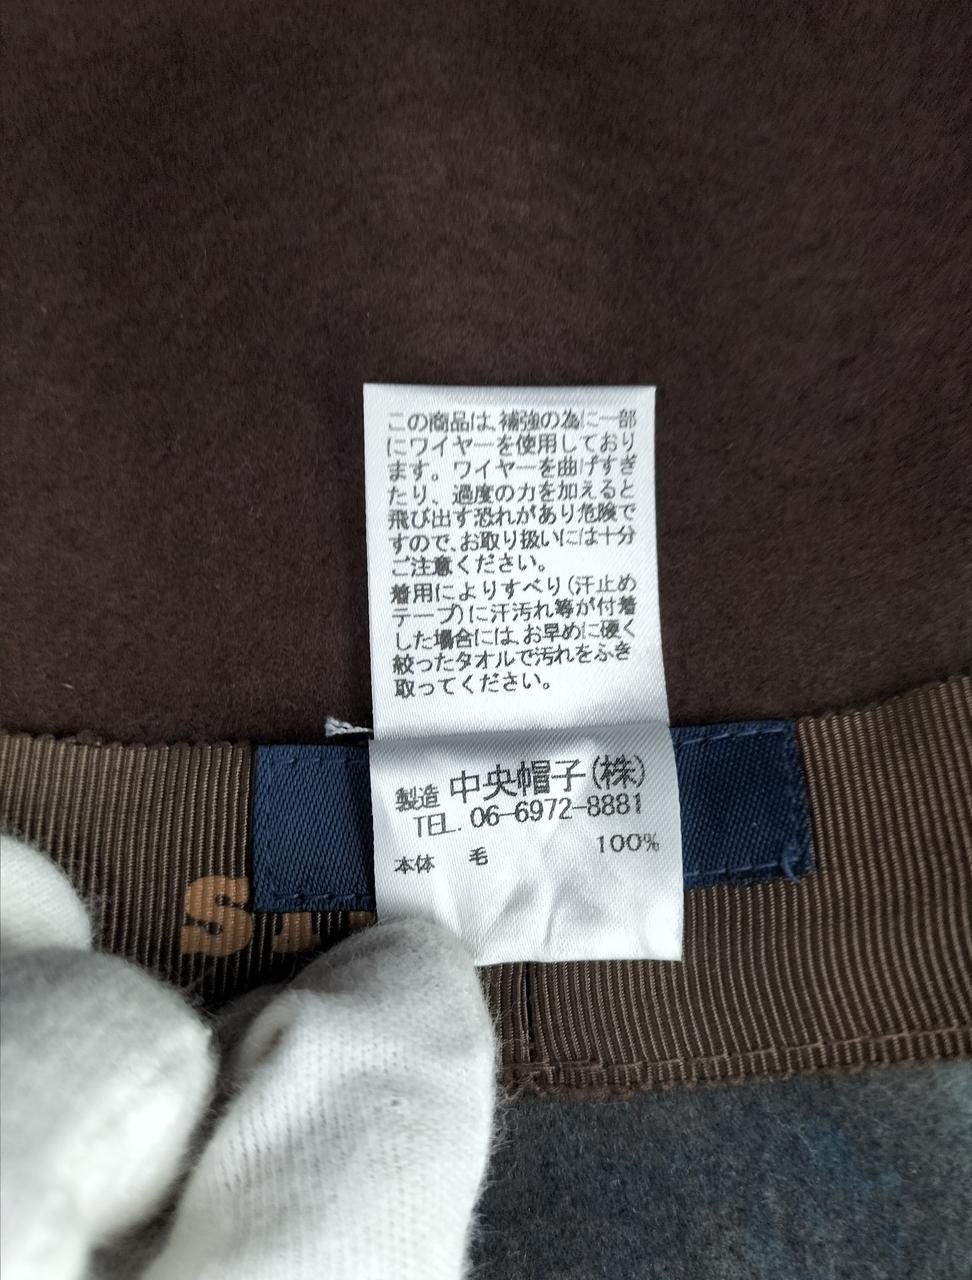 この商品は、補強の為に一部
にワイヤーを使用しており
ます。ワイヤーを曲げすぎ
たり、過度の力を加えると
飛び出す恐れがあり危険で
すので、お取り扱いには十分
ご注意ください。
着用によりすべり(汗止め
テープ)に汗汚れ等が付着
した場合には、お早めに硬く
絞ったタオルで汚れをふき
取ってください。
製造 中央帽子(株)
TEL. 06-6972-8881
本体 毛 100%
S